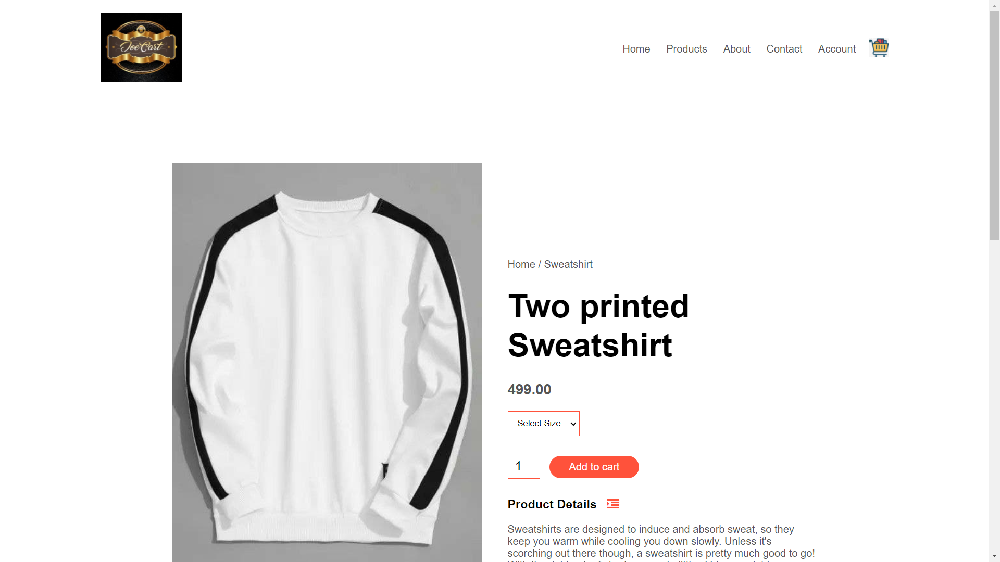 JoeCart
Home
Products
About
Contact
Account
Home / Sweatshirt
Two printed
Sweatshirt
499.00
Select Size
1
Add to cart
Product Details
Sweatshirts are designed to induce and absorb sweat, so they
keep you warm while cooling you down slowly. Unless it's
scorching out there though, a sweatshirt is pretty much good to go!